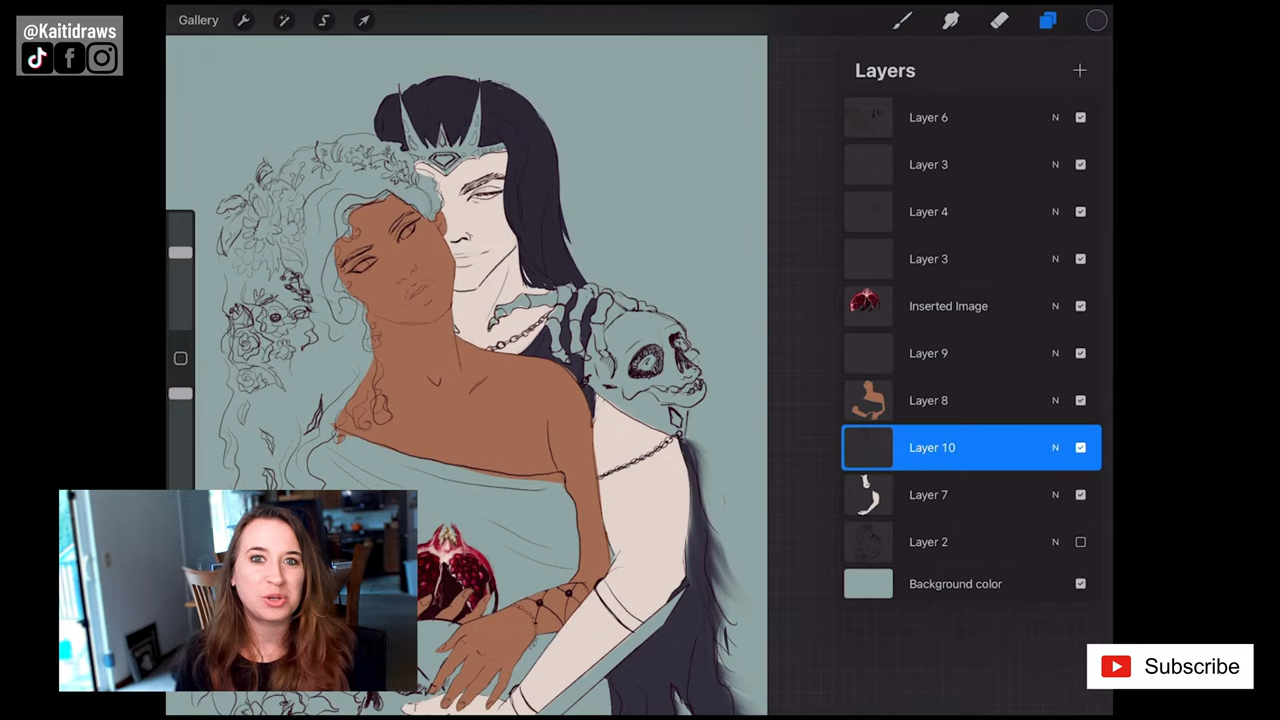 @Kaitidraws
Gallery
Layers
Layer 6 N
Layer 3 N
Layer 4 N
Layer 3 N
Inserted Image N
Layer 9 N
Layer 8 N
Layer 10 N
Layer 7 N
Layer 2 N
Background color
Subscribe